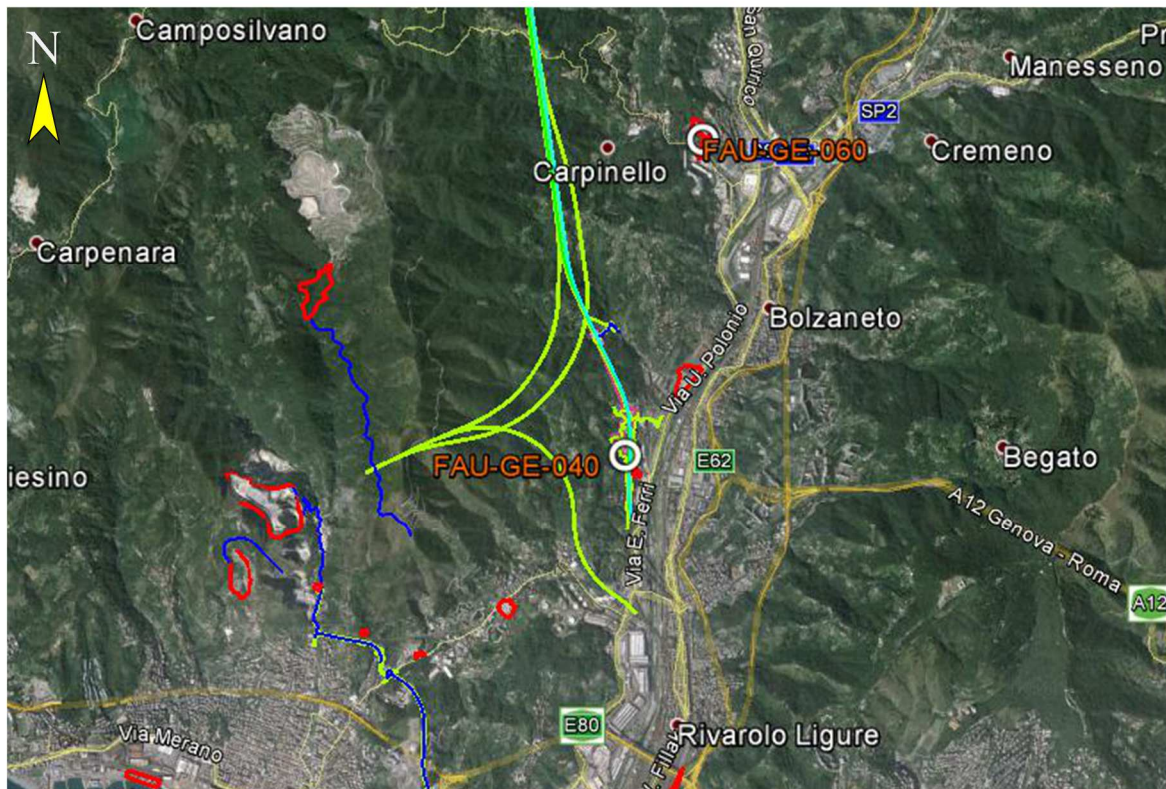 N
Camposilvano
San Quirico
Pr
Manesseno
SP2
FAU-GE-060
Cremeno
Carpinello
Carpenara
Bolzaneto
Via U. Polonio
FAU-GE-040
E62
Begato
iesino
A12 Genova - Roma
Via E. Ferri
A12
E80
Via Merano
Rivarolo Ligure